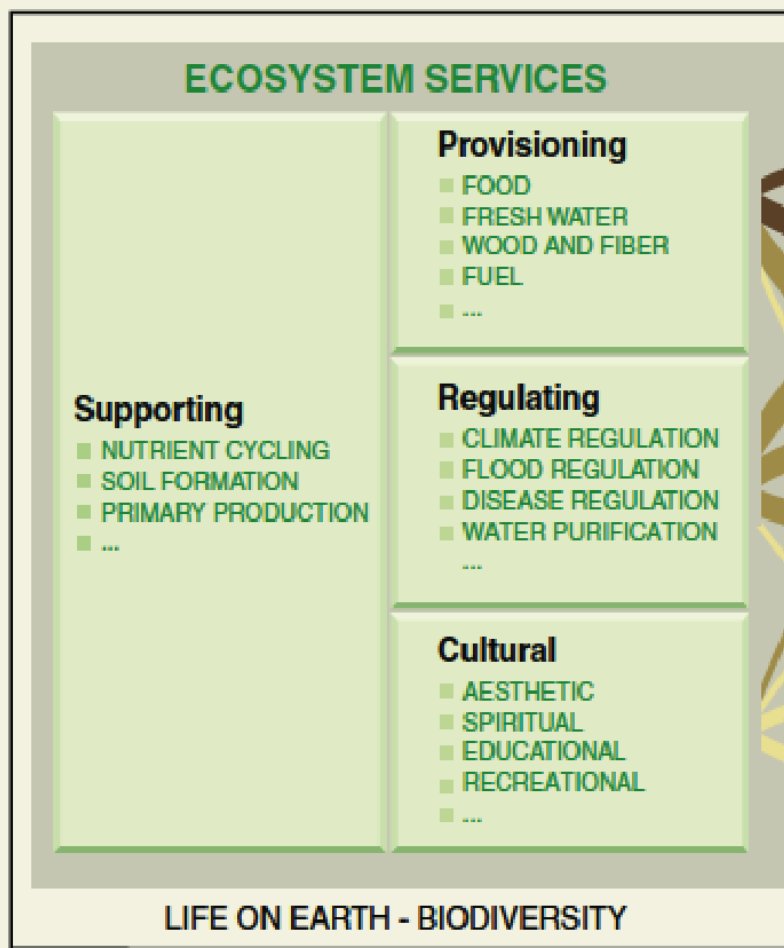 ECOSYSTEM SERVICES
Supporting
NUTRIENT CYCLING
SOIL FORMATION
PRIMARY PRODUCTION
...
Provisioning
FOOD
FRESH WATER
WOOD AND FIBER
FUEL
...
Regulating
CLIMATE REGULATION
FLOOD REGULATION
DISEASE REGULATION
WATER PURIFICATION
...
Cultural
AESTHETIC
SPIRITUAL
EDUCATIONAL
RECREATIONAL
...
LIFE ON EARTH - BIODIVERSITY